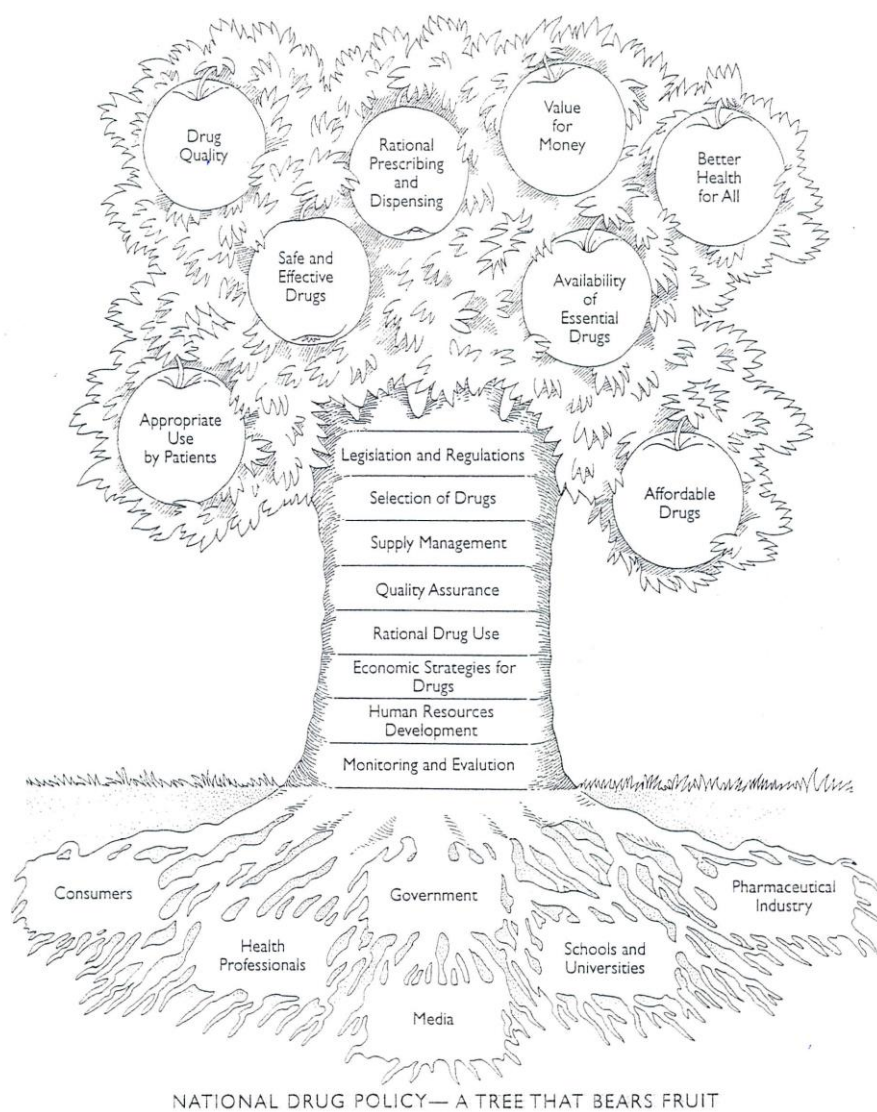 Drug
Quality
Rational
Prescribing
and
Dispensing
Value
for
Money
Better
Health
for All
Safe and
Effective
Drugs
Availability
of
Essential
Drugs
Appropriate
Use
by Patients
Affordable
Drugs
Legislation and Regulations
Selection of Drugs
Supply Management
Quality Assurance
Rational Drug Use
Economic Strategies for
Drugs
Human Resources
Development
Monitoring and Evalution
Consumers
Government
Pharmaceutical
Industry
Health
Professionals
Schools and
Universities
Media
NATIONAL DRUG POLICY— A TREE THAT BEARS FRUIT